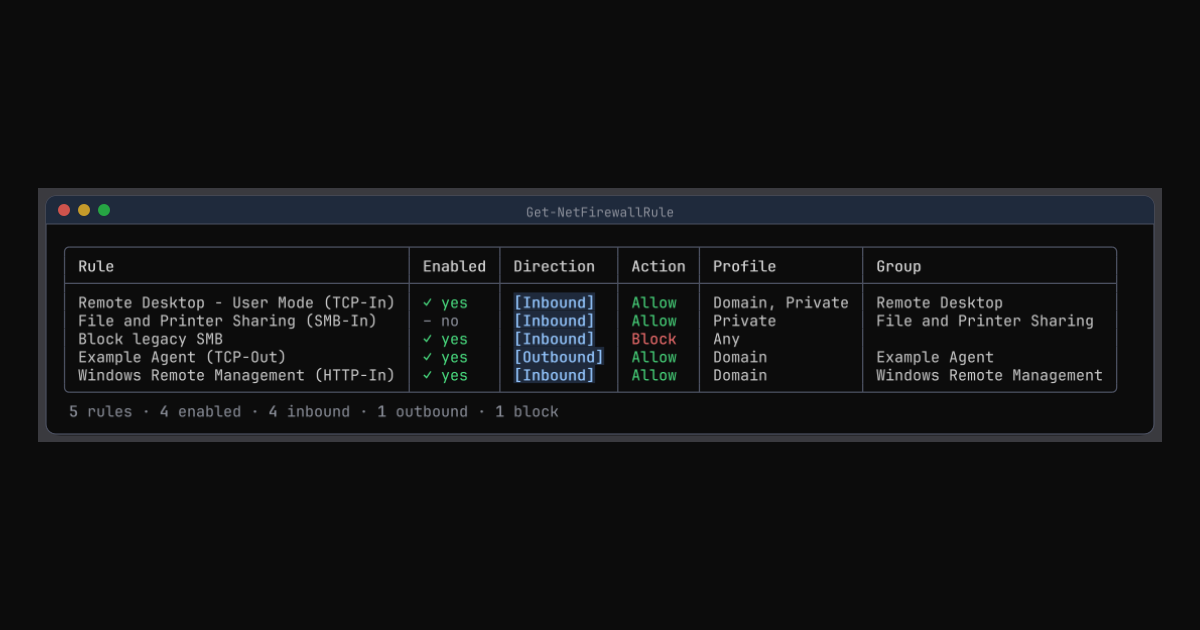 Get-NetFirewallRule
Rule Enabled Direction Action Profile Group
Remote Desktop - User Mode (TCP-In) ✓ yes [Inbound] Allow Domain, Private Remote Desktop
File and Printer Sharing (SMB-In) – no [Inbound] Allow Private File and Printer Sharing
Block legacy SMB ✓ yes [Inbound] Block Any
Example Agent (TCP-Out) ✓ yes [Outbound] Allow Domain Example Agent
Windows Remote Management (HTTP-In) ✓ yes [Inbound] Allow Domain Windows Remote Management
5 rules · 4 enabled · 4 inbound · 1 outbound · 1 block